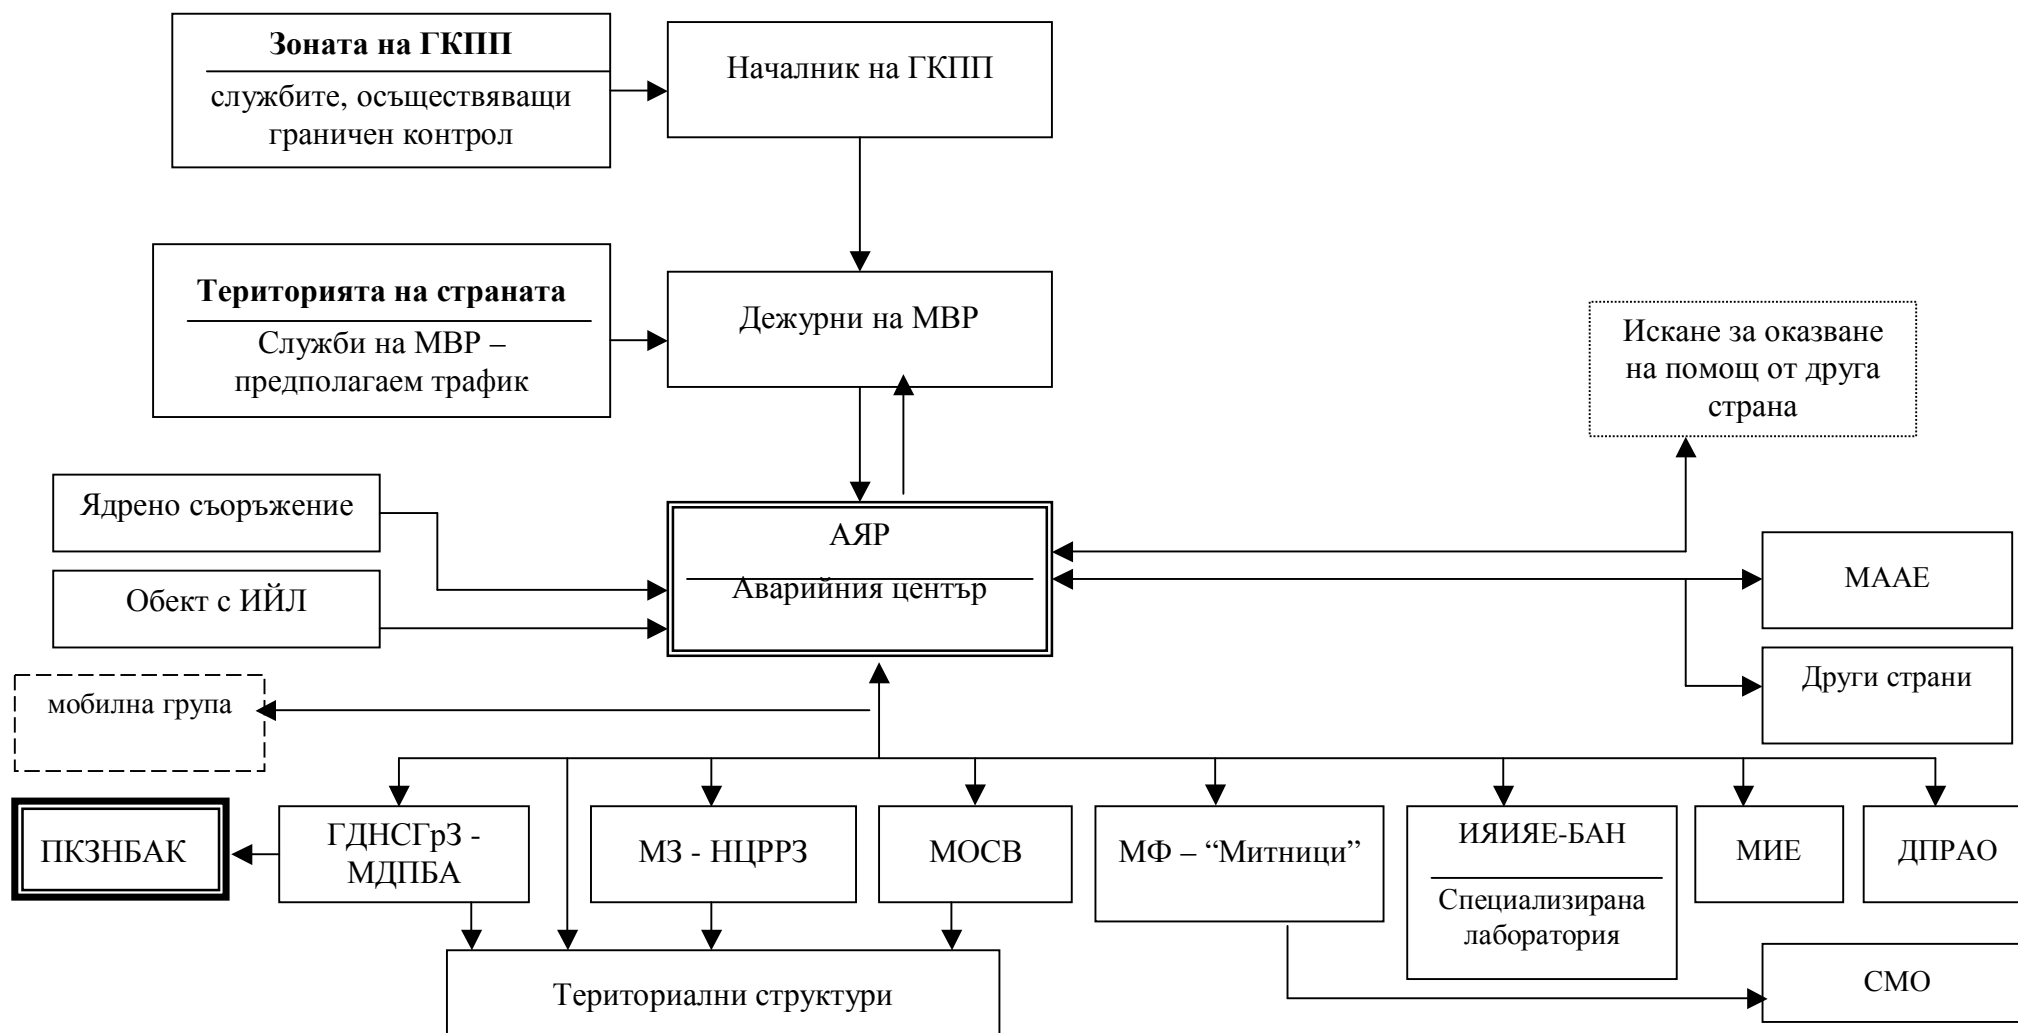 Зоната на ГКПП
службите, осъществяващи
граничен контрол
Началник на ГКПП
Територията на страната
Служби на МВР –
предполагаем трафик
Дежурни на МВР
Искане за оказване
на помощ от друга
страна
Ядрено съоръжение
Обект с ИЙЛ
АЯР
Аварийния център
МААЕ
Други страни
мобилна група
ПКЗНБАК
ГДНСГрЗ -
МДПБА
МЗ - НЦРРЗ
МОСВ
МФ – “Митници”
ИЯИЯЕ-БАН
Специализирана
лаборатория
МИЕ
ДПРАО
Териториални структури
СМО